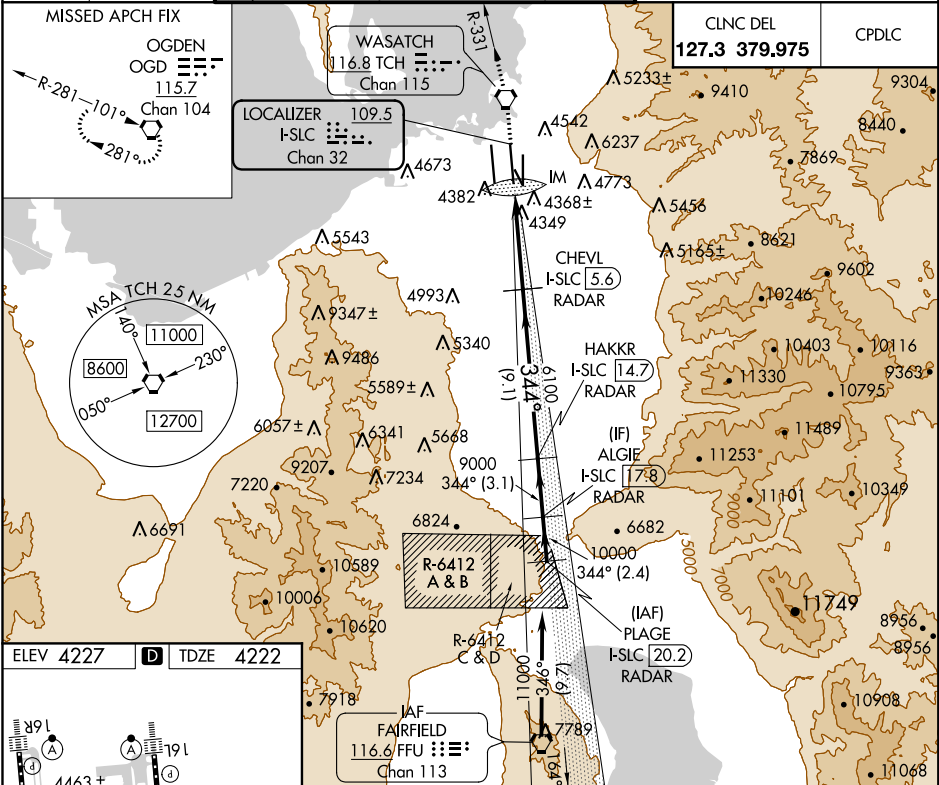 MISSED APCH FIX
OGDEN
OGD
115.7
Chan 104
R-281
101°
281°
R-331
WASATCH
116.8 TCH
Chan 115
LOCALIZER 109.5
I-SLC
Chan 32
CLNC DEL
127.3 379.975
CPDLC
5233±
9410
9304
8440
4542
6237
7869
4673
IM
4382
4773
4368±
4349
5456
5543
5165±
8621
CHEVL
I-SLC 5.6
RADAR
9602
10246
4993
MSA TCH 25 NM
140°
11000
230°
8600
050°
12700
9347±
9486
5340
5589±
HAKKR
I-SLC 14.7
RADAR
10403
10116
9363
11330
10795
344°
(9.1)
6100
6057±
6341
5668
(IF)
ALGIE
I-SLC 17.8
RADAR
11489
11253
9207
7234
7220
9000
344° (3.1)
11101
10349
9000
6691
6824
6682
10000
344° (2.4)
5000
7000
R-6412
A & B
10589
10006
10620
11749
R-6412
C & D
(IAF)
PLAGE
I-SLC 20.2
RADAR
8956
8956
ELEV 4227
D
TDZE 4222
11000
346°
(9.7)
7918
10908
IAF
FAIRFIELD
116.6 FFU
Chan 113
7789
164°
11068
16R
A
A
16L
P
P
4463±